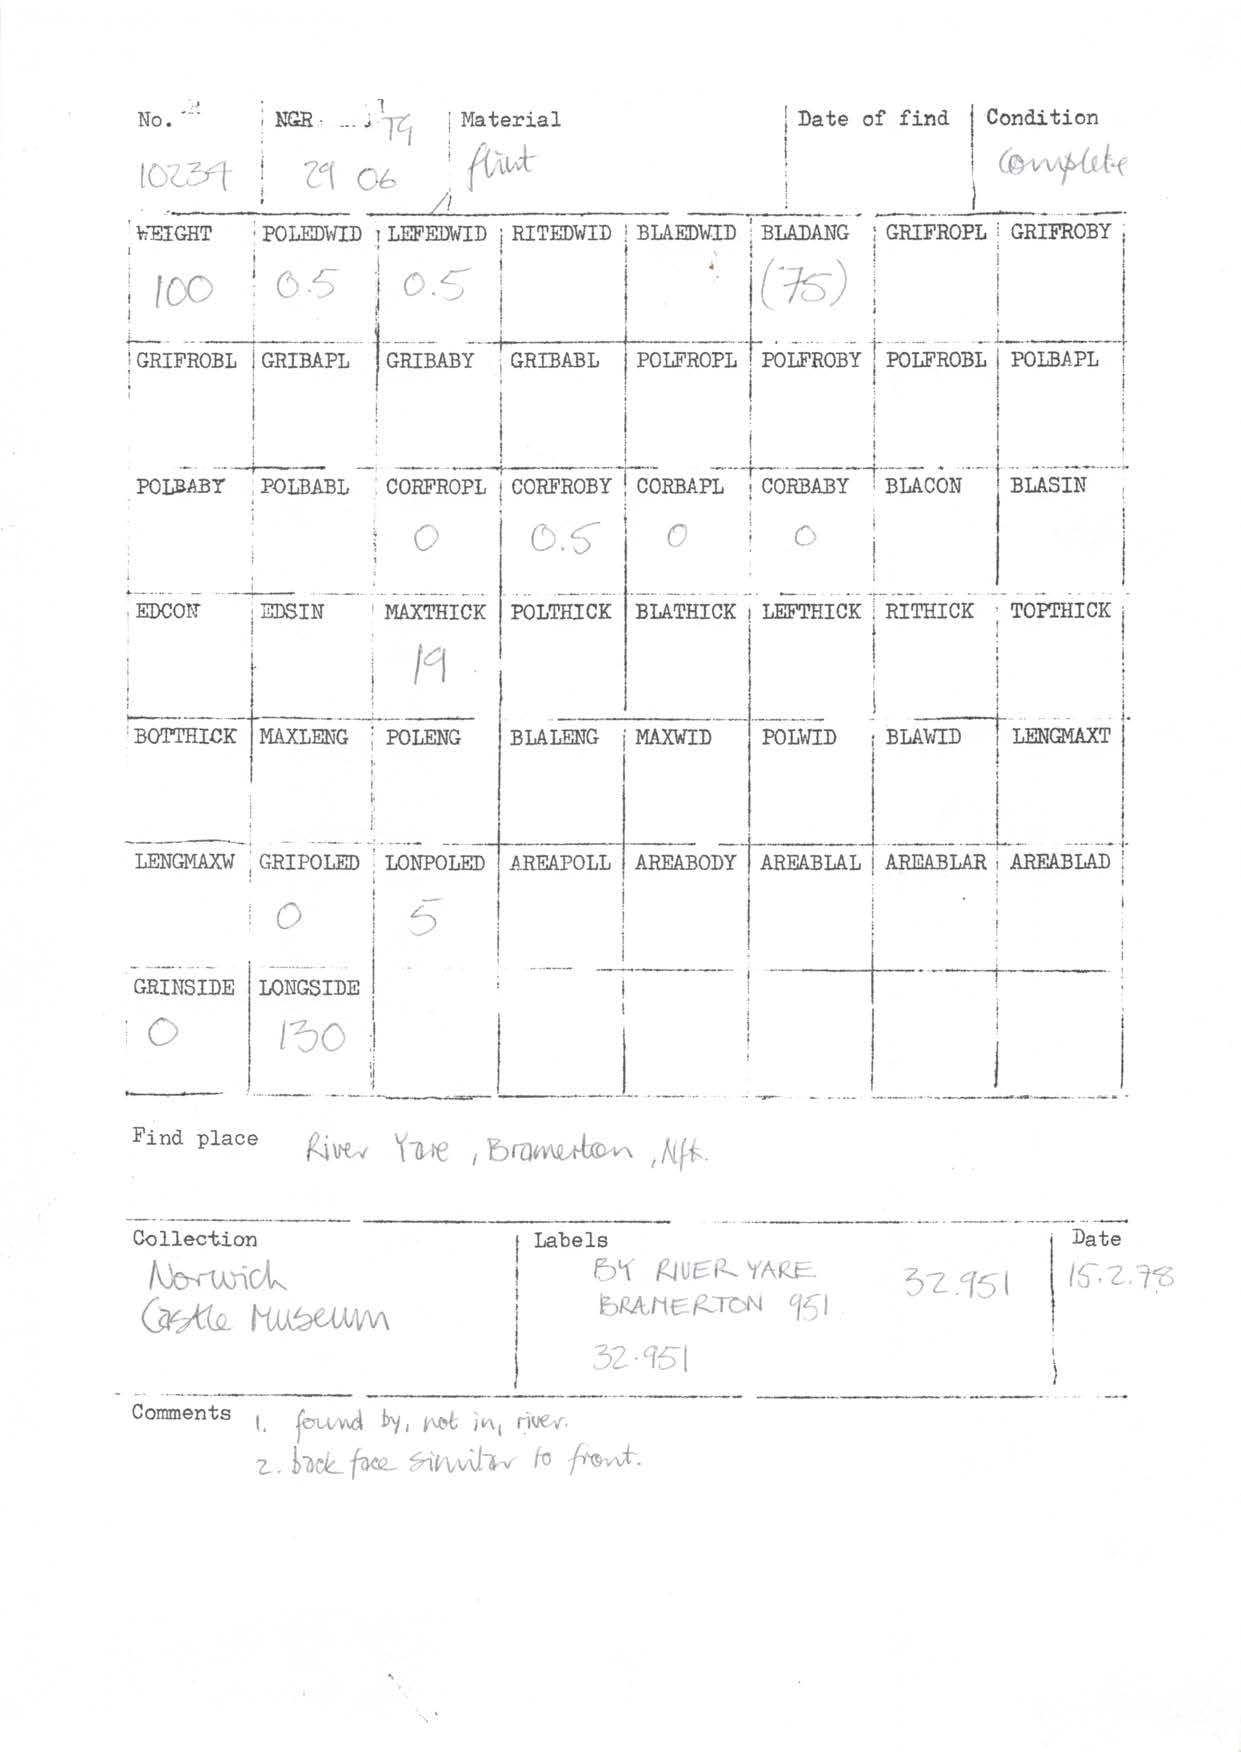 No. NGR TG Material Date of find Condition
10234 29 06 flint Complete
WEIGHT POLEDWID LEFEDWID RITEDWID BLAEDWID BLADANG GRIFROPL GRIFROBY
100 0.5 0.5 (75)
GRIFROBL GRIBAPL GRIBABY GRIBABL POLFROPL POLFROBY POLFROBL POLBAPL
POLBABY POLBABL CORFROPL CORFROBY CORBAPL CORBABY BLACON BLASIN
0 0.5 0 0
EDCON EDSIN MAXTHICK POLTHICK BLATHICK LEFTHICK RITHICK TOPTHICK
19
BOTTHICK MAXLENG POLENG BLALENG MAXWID POLWID BLAWID LENGMAXT
LENGMAXW GRIPOLED LONPOLED AREAPOLL AREABODY AREABLAL AREABLAR AREABLAD
0 5
GRINSIDE LONGSIDE
0 130
Find place River Yare, Bramerton, Nfk.
Collection Labels Date
Norwich BY RIVER YARE 32.951 15.2.78
Castle Museum BRAMERTON 951
32.951
Comments 1. found by, not in, river.
2. back face similar to front.